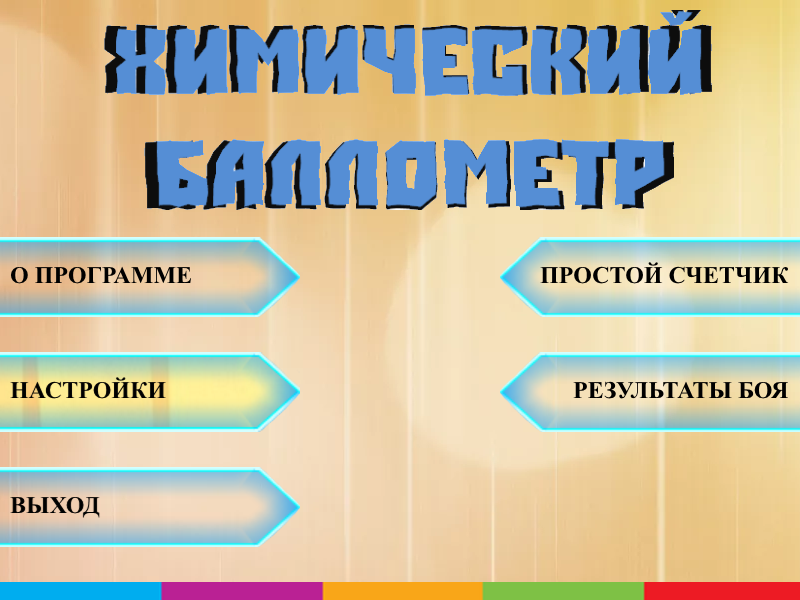 ХИМИЧЕСКИЙ
БАЛЛОМЕТР
О ПРОГРАММЕ
ПРОСТОЙ СЧЕТЧИК
НАСТРОЙКИ
РЕЗУЛЬТАТЫ БОЯ
ВЫХОД